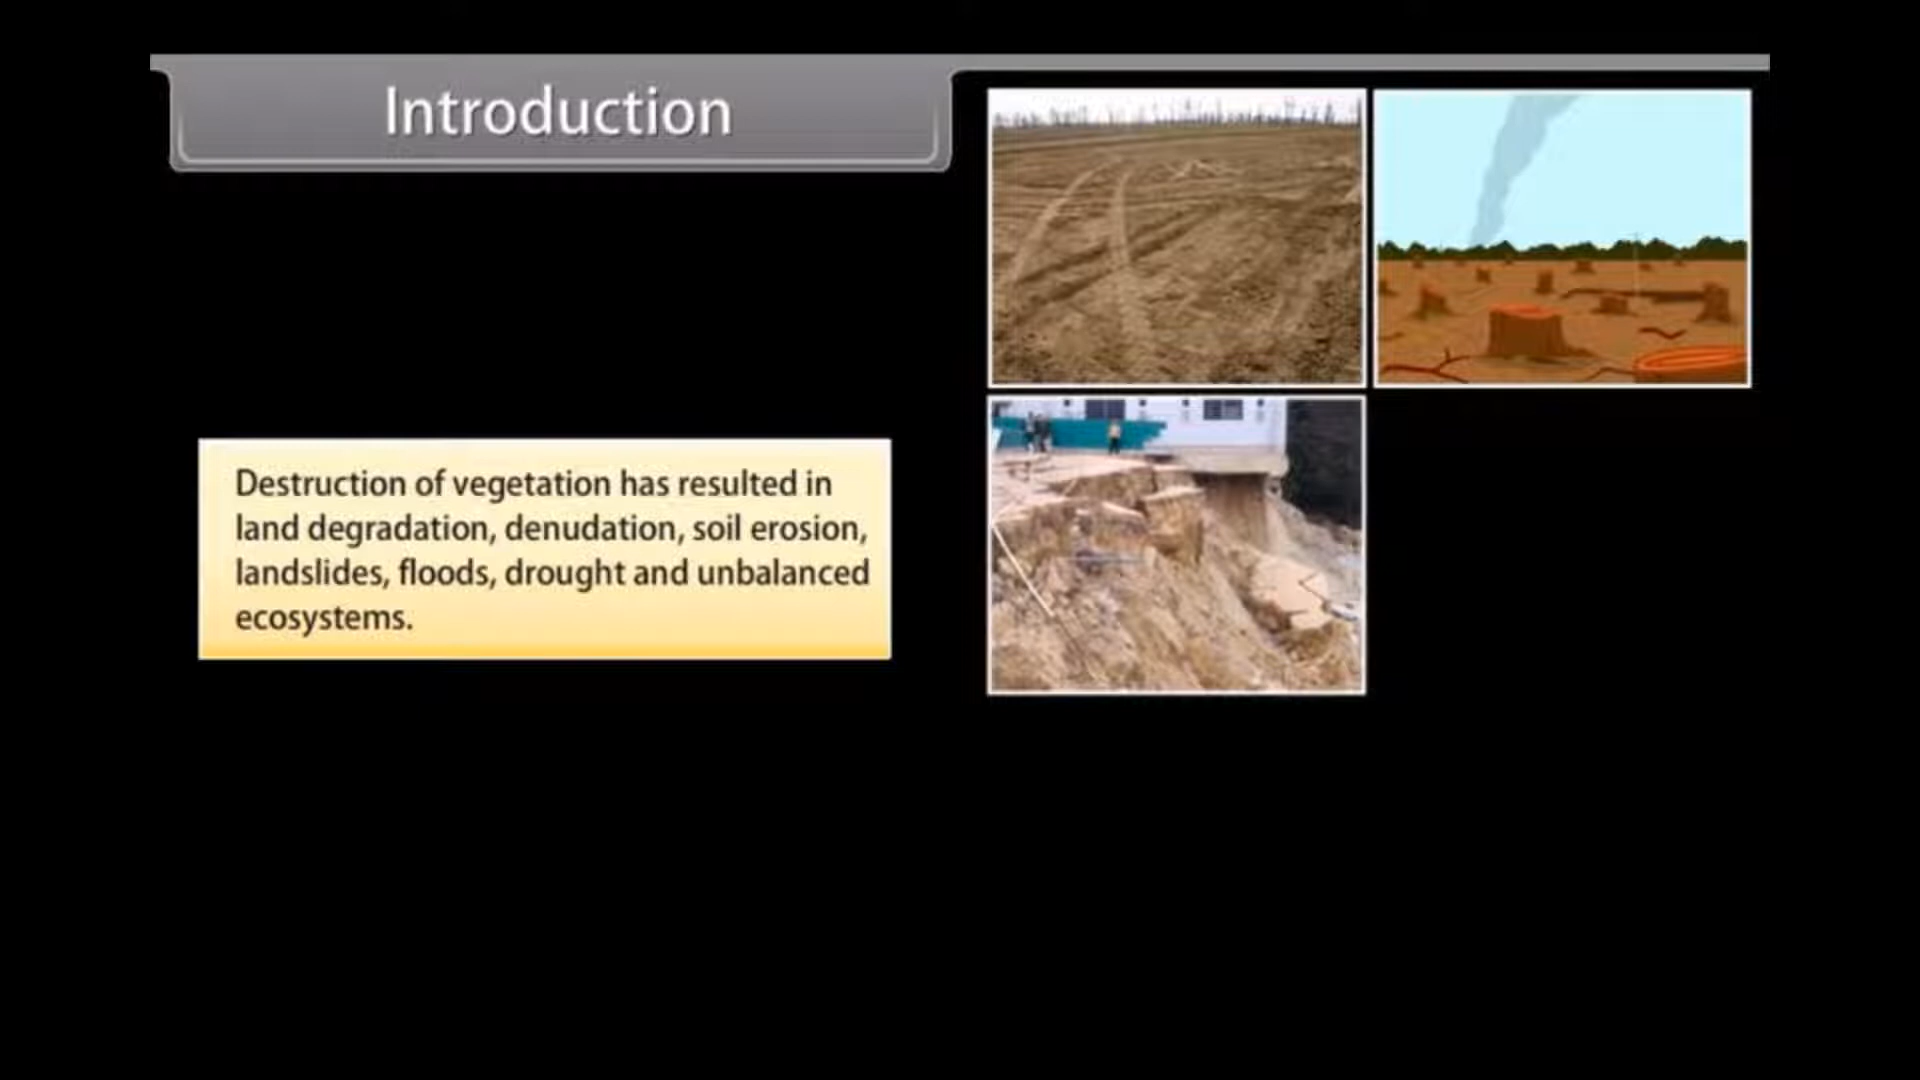 Introduction
Destruction of vegetation has resulted in
land degradation, denudation, soil erosion,
landslides, floods, drought and unbalanced
ecosystems.